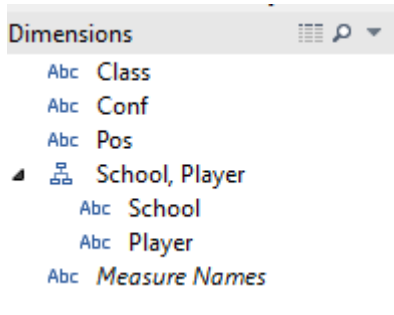 Dimensions
Abc Class
Abc Conf
Abc Pos
School, Player
Abc School
Abc Player
Abc Measure Names